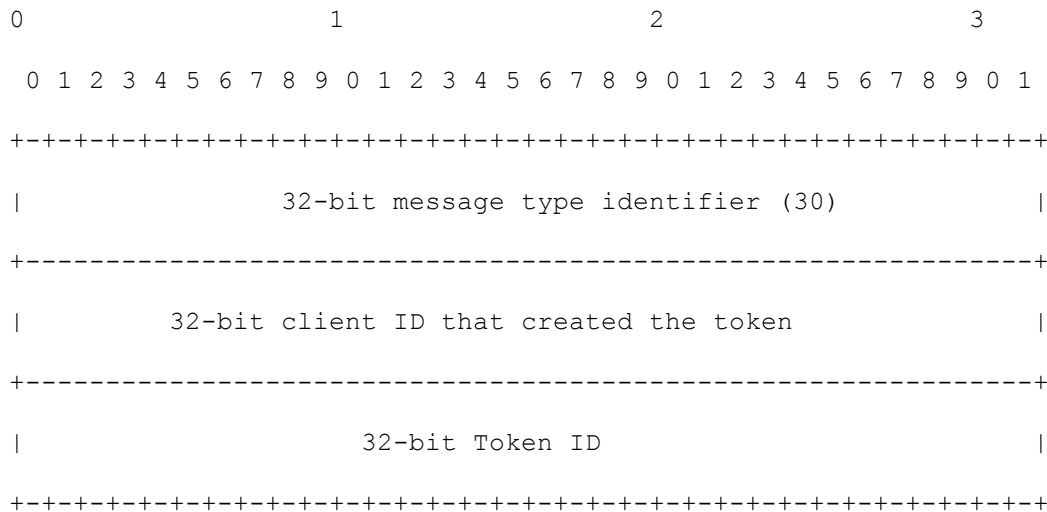 0                   1                   2                   3
 0 1 2 3 4 5 6 7 8 9 0 1 2 3 4 5 6 7 8 9 0 1 2 3 4 5 6 7 8 9 0 1
+-+-+-+-+-+-+-+-+-+-+-+-+-+-+-+-+-+-+-+-+-+-+-+-+-+-+-+-+-+-+-+-+
|                32-bit message type identifier (30)            |
+---------------------------------------------------------------+
|         32-bit client ID that created the token               |
+---------------------------------------------------------------+
|                     32-bit Token ID                           |
+-+-+-+-+-+-+-+-+-+-+-+-+-+-+-+-+-+-+-+-+-+-+-+-+-+-+-+-+-+-+-+-+